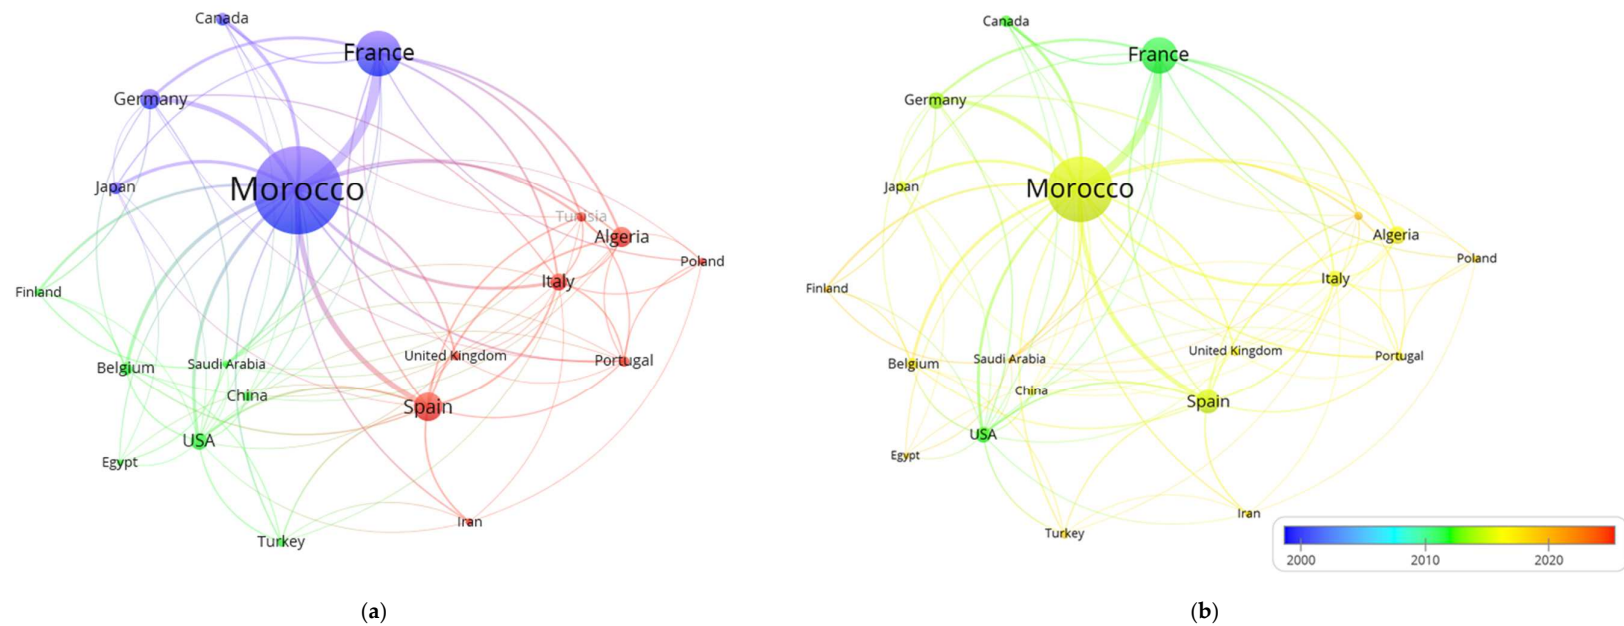 Canada
France
Germany
Morocco
Japan
Tunisia
Algeria
Poland
Italy
Finland
United Kingdom
Portugal
Saudi Arabia
Belgium
China
Spain
USA
Egypt
Iran
Turkey
(a)
Canada
France
Germany
Morocco
Japan
Algeria
Poland
Italy
Finland
United Kingdom
Portugal
Saudi Arabia
Belgium
China
Spain
USA
Egypt
Iran
Turkey
2000 2010 2020
(b)